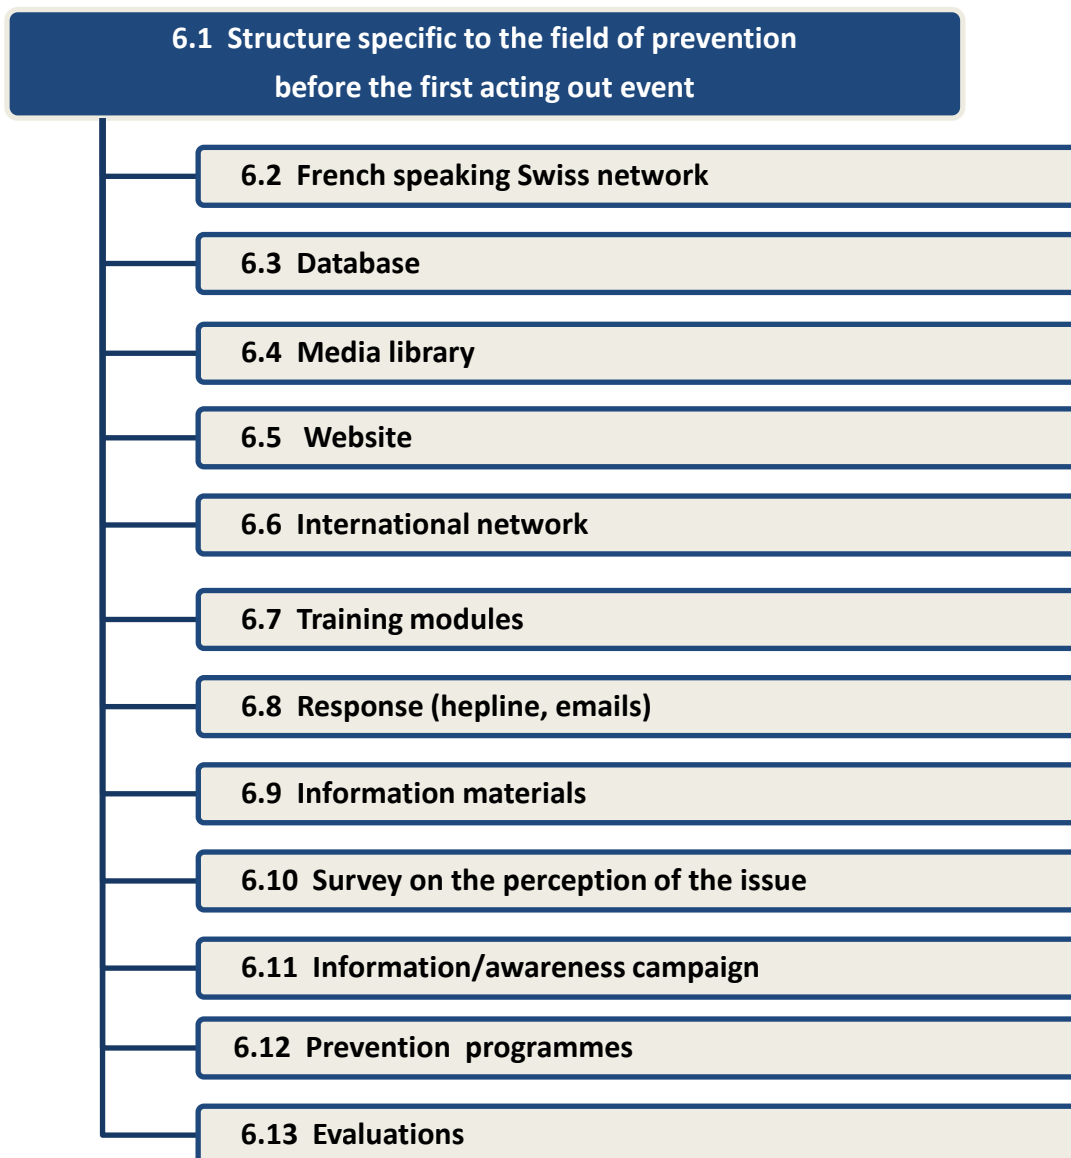 6.1 Structure specific to the field of prevention
before the first acting out event
6.2 French speaking Swiss network
6.3 Database
6.4 Media library
6.5 Website
6.6 International network
6.7 Training modules
6.8 Response (hepline, emails)
6.9 Information materials
6.10 Survey on the perception of the issue
6.11 Information/awareness campaign
6.12 Prevention programmes
6.13 Evaluations